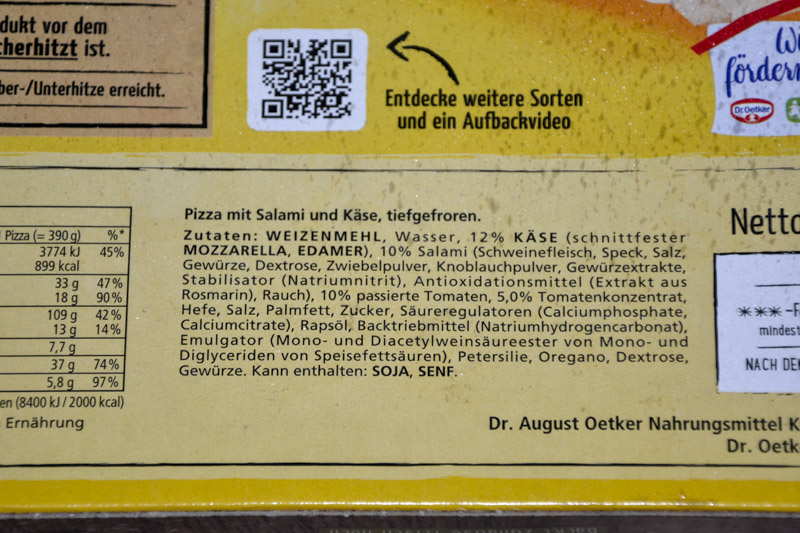 dukt vor dem
cherhitzt ist.
ber-/Unterhitze erreicht.
Entdecke weitere Sorten
und ein Aufbackvideo
Dr. Oetker
Pizza (= 390 g) %*
3774 kJ 45%
899 kcal
33 g 47%
18 g 90%
109 g 42%
13 g 14%
7,7 g
37 g 74%
5,8 g 97%
en (8400 kJ / 2000 kcal)
Ernährung
Pizza mit Salami und Käse, tiefgefroren.
Zutaten: WEIZENMEHL, Wasser, 12% KÄSE (schnittfester
MOZZARELLA, EDAMER), 10% Salami (Schweinefleisch, Speck, Salz,
Gewürze, Dextrose, Zwiebelpulver, Knoblauchpulver, Gewürzextrakte,
Stabilisator (Natriumnitrit), Antioxidationsmittel (Extrakt aus
Rosmarin), Rauch), 10% passierte Tomaten, 5,0% Tomatenkonzentrat,
Hefe, Salz, Palmfett, Zucker, Säureregulatoren (Calciumphosphate,
Calciumcitrate), Rapsöl, Backtriebmittel (Natriumhydrogencarbonat),
Emulgator (Mono- und Diacetylweinsäureester von Mono- und
Diglyceriden von Speisefettsäuren), Petersilie, Oregano, Dextrose,
Gewürze. Kann enthalten: SOJA, SENF.
Netto
***-F
mindest
NACH DEM
Dr. August Oetker Nahrungsmittel K
Dr. Oetk